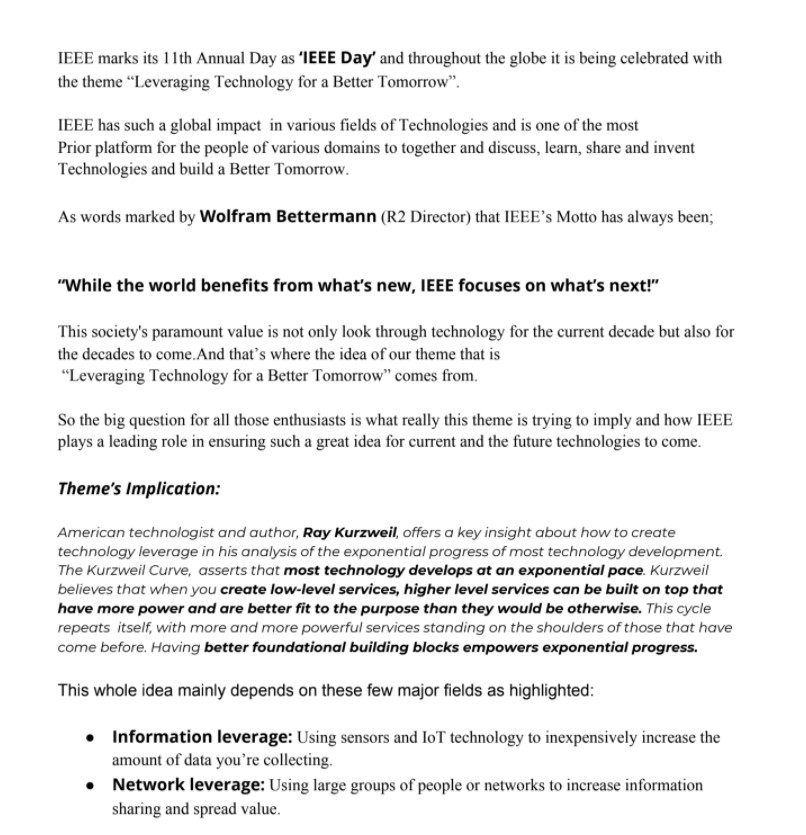 IEEE marks its 11th Annual Day as ‘IEEE Day’ and throughout the globe it is being celebrated with
the theme “Leveraging Technology for a Better Tomorrow”.
IEEE has such a global impact  in various fields of Technologies and is one of the most
Prior platform for the people of various domains to together and discuss, learn, share and invent
Technologies and build a Better Tomorrow.
As words marked by Wolfram Bettermann (R2 Director) that IEEE’s Motto has always been;
“While the world benefits from what’s new, IEEE focuses on what’s next!”
This society's paramount value is not only look through technology for the current decade but also for
the decades to come.And that’s where the idea of our theme that is
“Leveraging Technology for a Better Tomorrow” comes from.
So the big question for all those enthusiasts is what really this theme is trying to imply and how IEEE
plays a leading role in ensuring such a great idea for current and the future technologies to come.
Theme’s Implication:
American technologist and author, Ray Kurzweil, offers a key insight about how to create
technology leverage in his analysis of the exponential progress of most technology development.
The Kurzweil Curve,  asserts that most technology develops at an exponential pace. Kurzweil
believes that when you create low-level services, higher level services can be built on top that
have more power and are better fit to the purpose than they would be otherwise. This cycle
repeats  itself, with more and more powerful services standing on the shoulders of those that have
come before. Having better foundational building blocks empowers exponential progress.
This whole idea mainly depends on these few major fields as highlighted:
● Information leverage: Using sensors and IoT technology to inexpensively increase the
amount of data you’re collecting.
● Network leverage: Using large groups of people or networks to increase information
sharing and spread value.